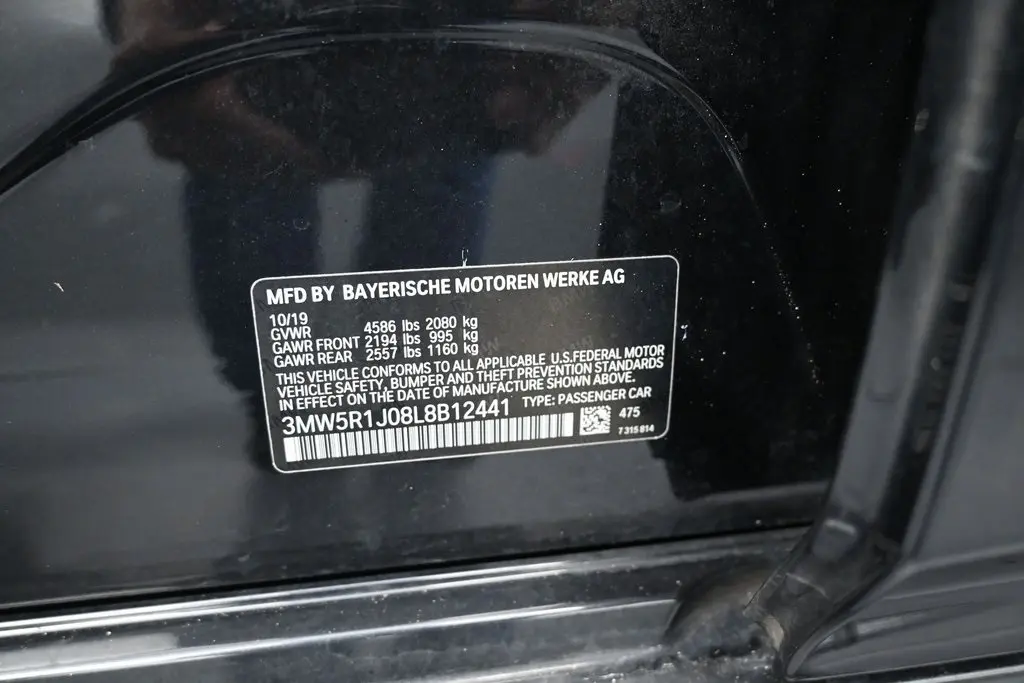 MFD BY BAYERISCHE MOTOREN WERKE AG
10/19
GVWR 4586 lbs 2080 kg
GAWR FRONT 2194 lbs 995 kg
GAWR REAR 2557 lbs 1160 kg
THIS VEHICLE CONFORMS TO ALL APPLICABLE U.S.FEDERAL MOTOR
VEHICLE SAFETY, BUMPER AND THEFT PREVENTION STANDARDS
IN EFFECT ON THE DATE OF MANUFACTURE SHOWN ABOVE.
3MW5R1J08L8B12441 TYPE: PASSENGER CAR
475
7 315 814